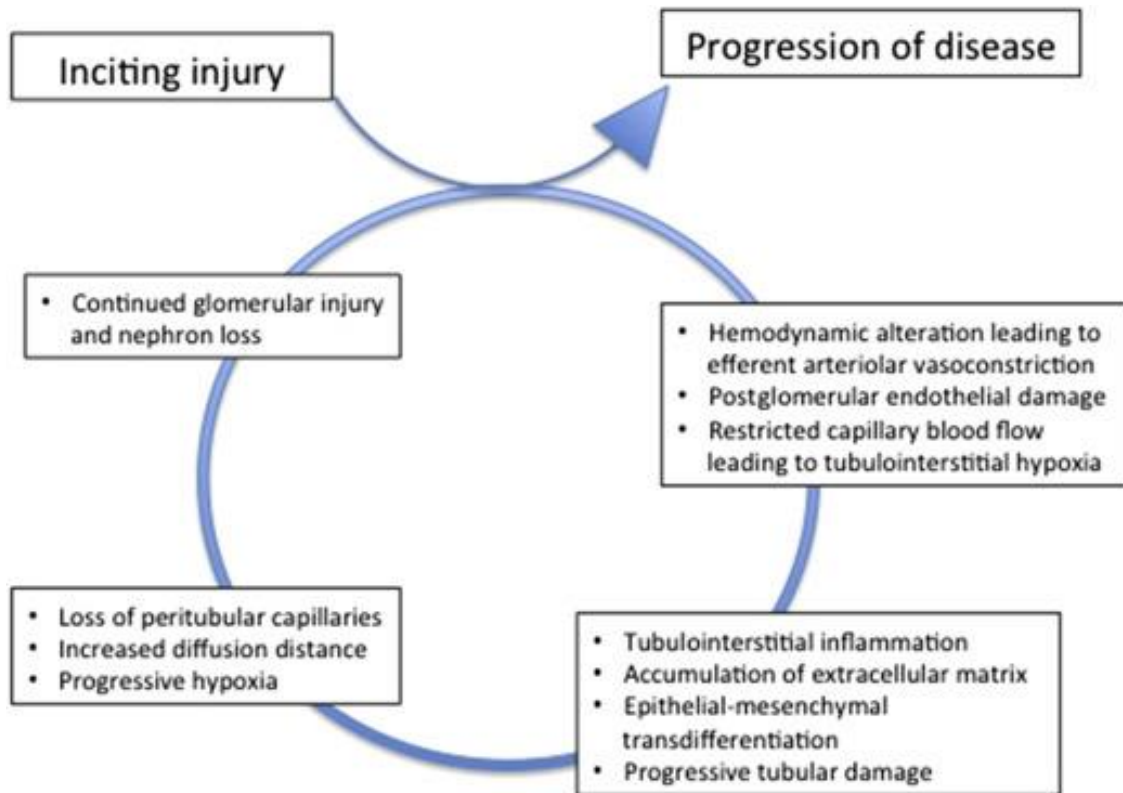 Inciting injury
Progression of disease
• Continued glomerular injury
and nephron loss
• Hemodynamic alteration leading to
efferent arteriolar vasoconstriction
• Postglomerular endothelial damage
• Restricted capillary blood flow
leading to tubulointerstitial hypoxia
• Loss of peritubular capillaries
• Increased diffusion distance
• Progressive hypoxia
• Tubulointerstitial inflammation
• Accumulation of extracellular matrix
• Epithelial-mesenchymal
transdifferentiation
• Progressive tubular damage